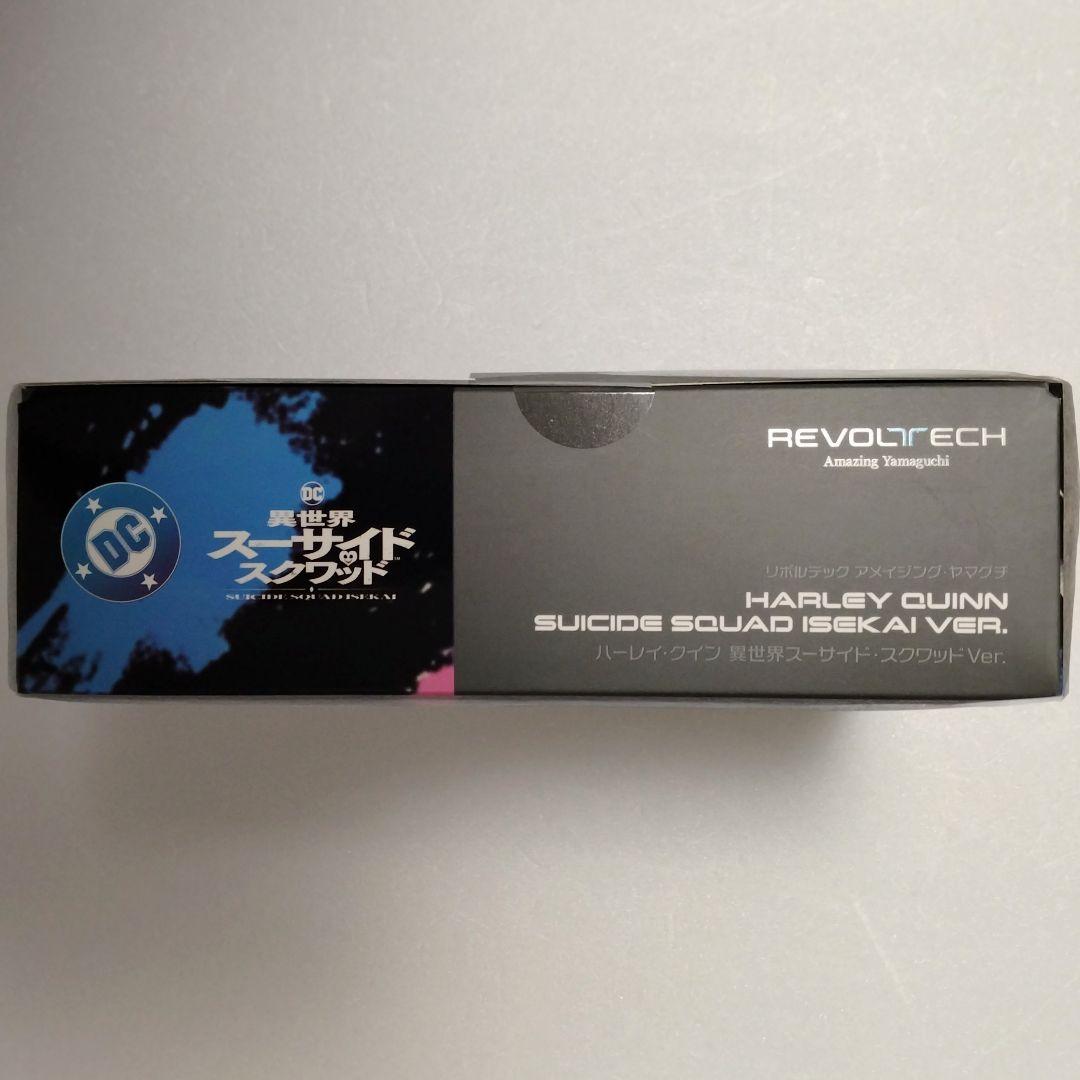 DC
DC
異世界
スーサイド
スクワッド
SUICIDE SQUAD ISEKAI
REVOLTECH
Amazing Yamaguchi
リボルテック アメイジング・ヤマグチ
HARLEY QUINN
SUICIDE SQUAD ISEKAI VER.
ハーレイ・クイン 異世界スーサイド・スクワッドVer.